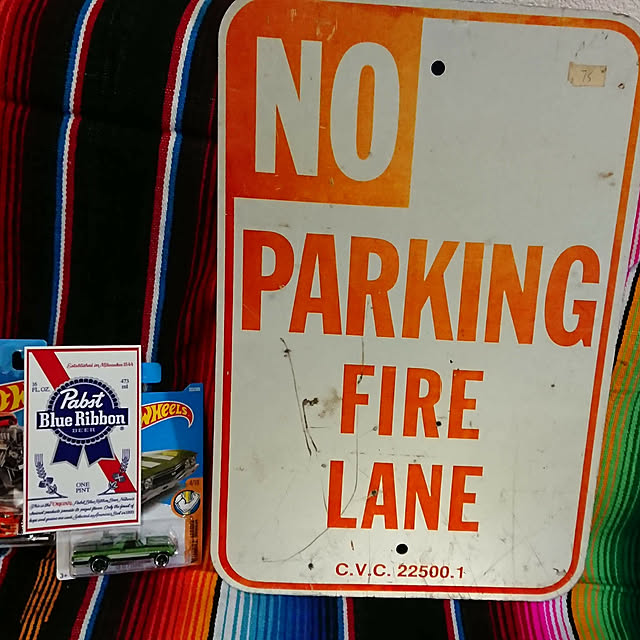 NO
75
PARKING
FIRE
LANE
C.V.C. 22500.1
Established in Milwaukee 1844
16
FL. OZ.
473
ml
Pabst
Blue Ribbon
BEER
ONE
PINT
WHEELS